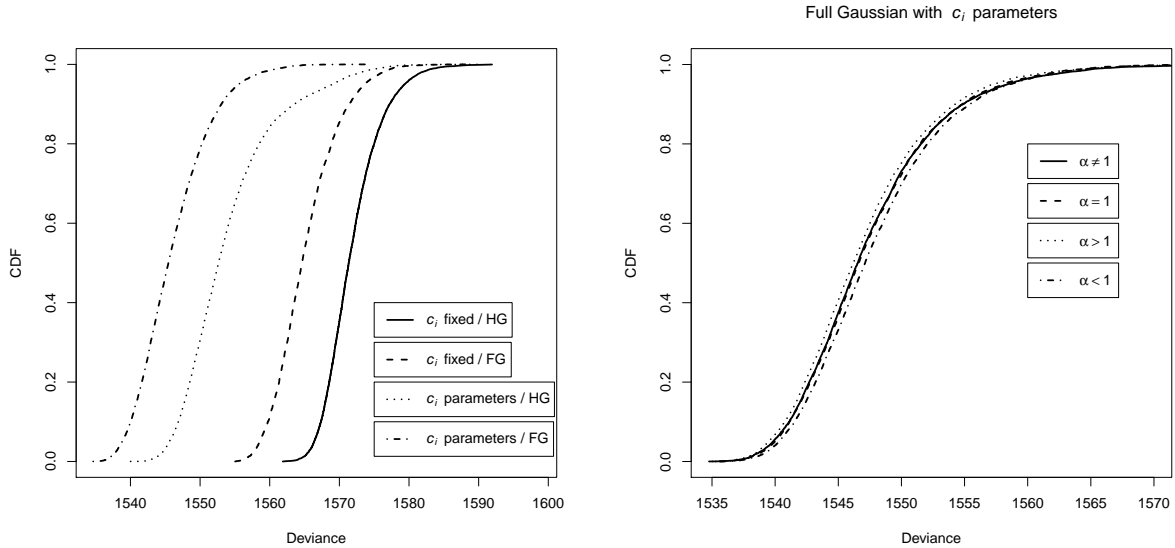 CDF
0.0
0.2
0.4
0.6
0.8
1.0
c_i fixed / HG
c_i fixed / FG
c_i parameters / HG
c_i parameters / FG
1540 1550 1560 1570 1580 1590 1600
Deviance
Full Gaussian with c_i parameters
CDF
0.0
0.2
0.4
0.6
0.8
1.0
α ≠ 1
α = 1
α > 1
α < 1
1535 1540 1545 1550 1555 1560 1565 1570
Deviance